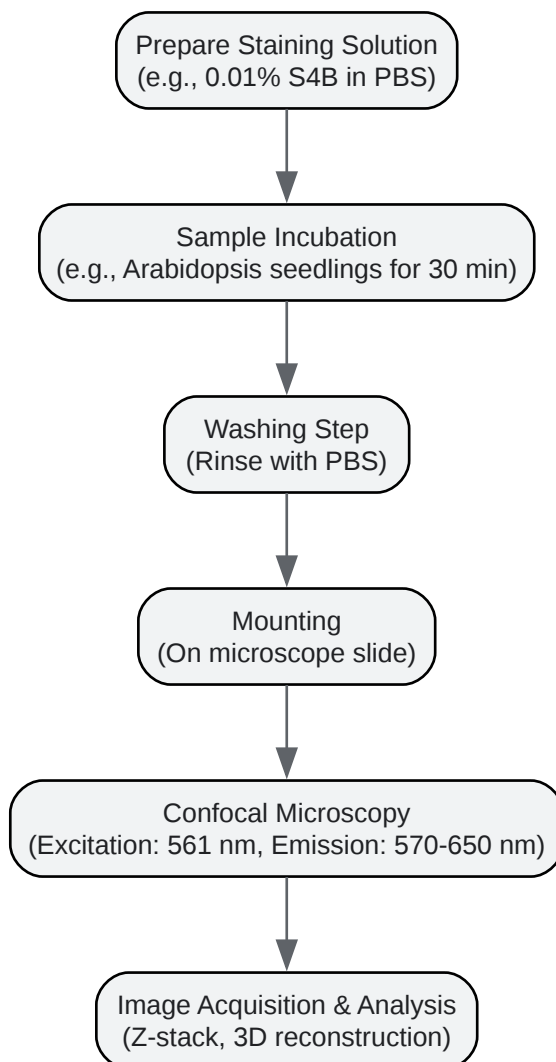 Prepare Staining Solution
(e.g., 0.01% S4B in PBS)
Sample Incubation
(e.g., Arabidopsis seedlings for 30 min)
Washing Step
(Rinse with PBS)
Mounting
(On microscope slide)
Confocal Microscopy
(Excitation: 561 nm, Emission: 570-650 nm)
Image Acquisition & Analysis
(Z-stack, 3D reconstruction)